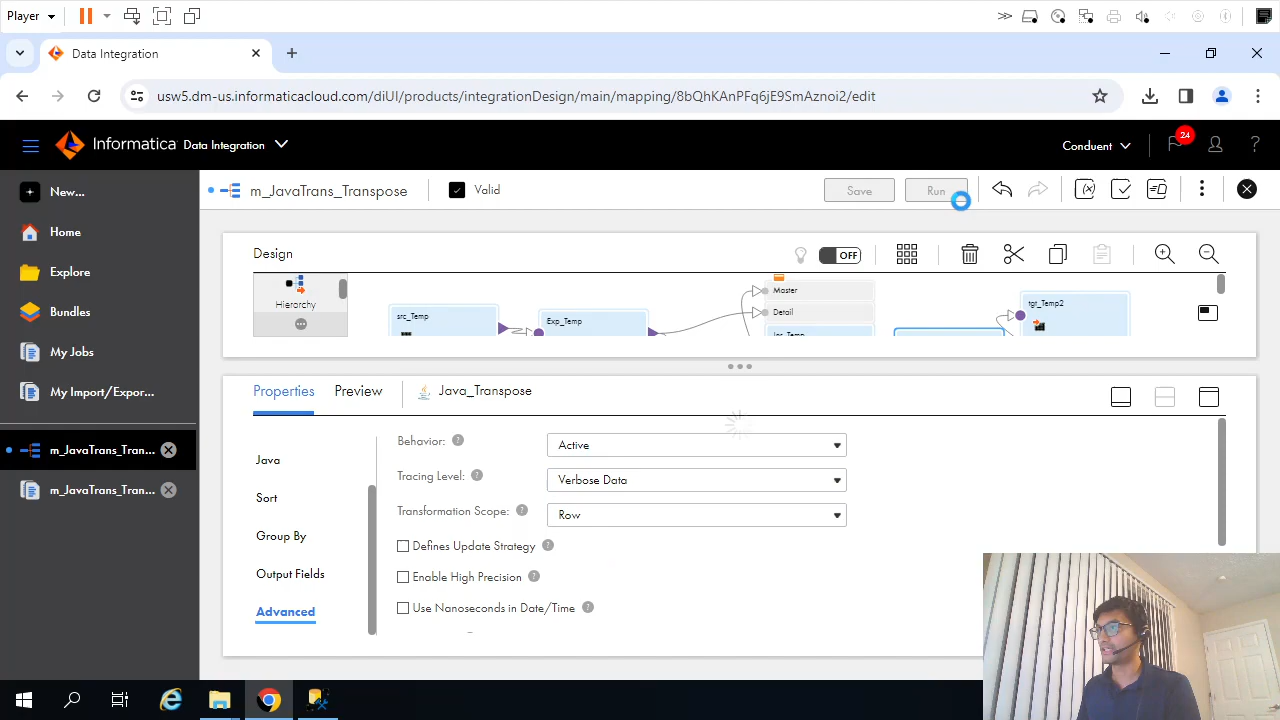 Player
Data Integration
usw5.dm-us.informaticacloud.com/diUI/products/integrationDesign/main/mapping/8bQhKAnPFq6jE9SmAznoi2/edit
Informatica Data Integration
Conduent
24
New...
m_JavaTrans_Transpose
Valid
Save
Run
Home
Explore
Bundles
My Jobs
My Import/Expor...
m_JavaTrans_Tran...
m_JavaTrans_Tran...
Design
OFF
Hierarchy
src_Temp
Exp_Temp
Master
Detail
tgt_Temp2
Properties
Preview
Java_Transpose
Java
Sort
Group By
Output Fields
Advanced
Behavior:
Active
Tracing Level:
Verbose Data
Transformation Scope:
Row
Defines Update Strategy
Enable High Precision
Use Nanoseconds in Date/Time